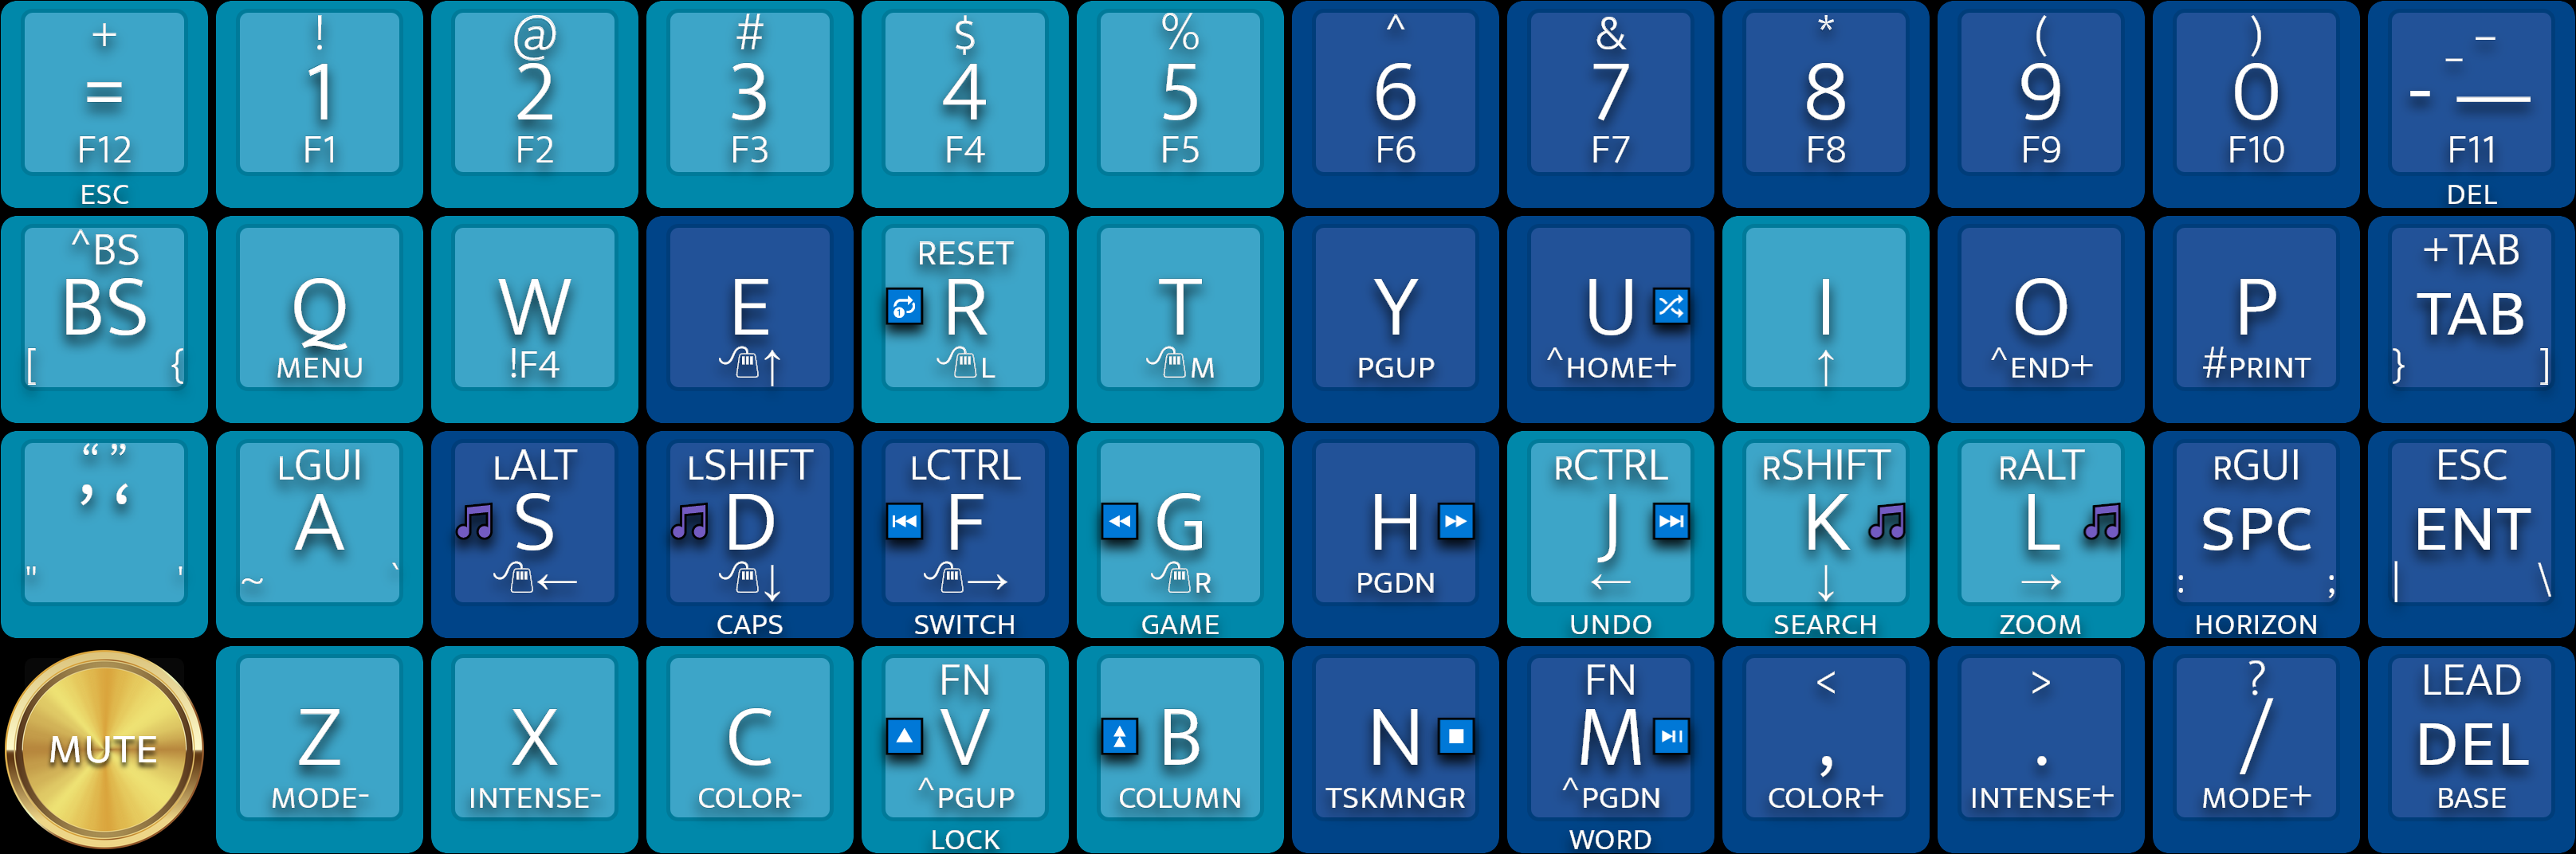 + ! @ # $ % ^ & * ( ) _ –
= 1 2 3 4 5 6 7 8 9 0 - —
F12 F1 F2 F3 F4 F5 F6 F7 F8 F9 F10 F11
ESC DEL
^BS RESET +TAB
BS Q W E R T Y U I O P TAB
[ { MENU !F4 ↑ L M PGUP ^HOME+ ↑ ^END+ #PRINT } ]
“ ” LGUI LALT LSHIFT LCTRL RCTRL RSHIFT RALT RGUI ESC
’ ‘ A S D F G H J K L SPC ENT
" ' ~ ` ← ↓ → R PGDN ← ↓ → : ; | \
CAPS SWITCH GAME UNDO SEARCH ZOOM HORIZON
FN FN < > ? LEAD
MUTE Z X C V B N M , . / DEL
MODE- INTENSE- COLOR- ^PGUP COLUMN TSKMNGR ^PGDN COLOR+ INTENSE+ MODE+ BASE
LOCK WORD